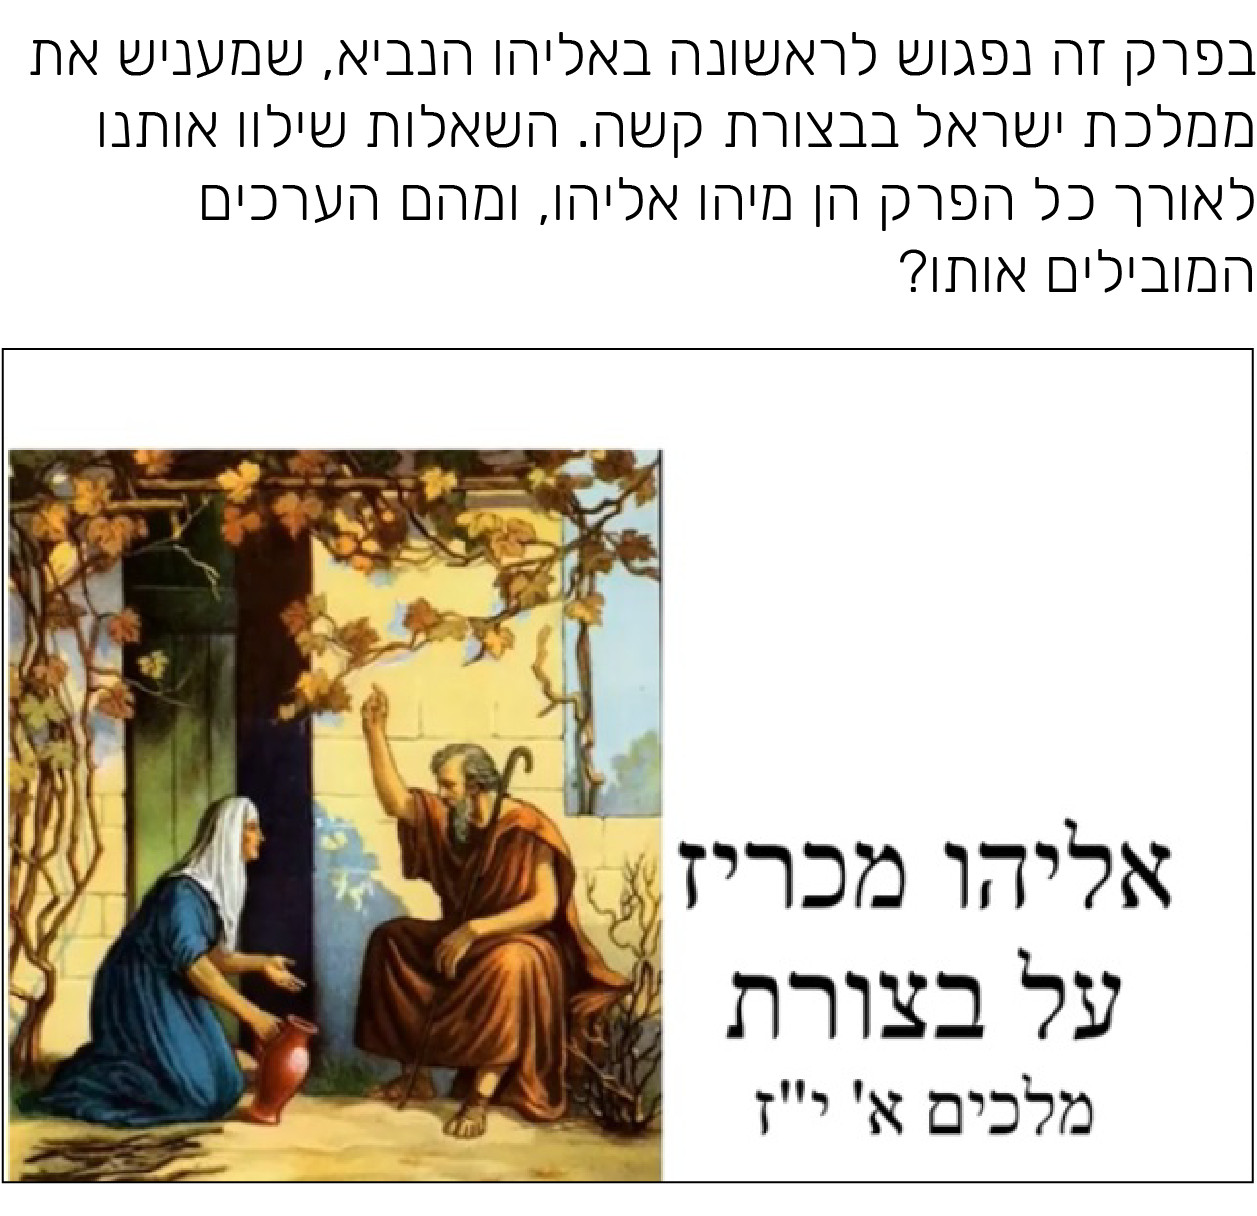 בפרק זה נפגוש לראשונה באליהו הנביא, שמעניש את
ממלכת ישראל בבצורת קשה. השאלות שילוו אותנו
לאורך כל הפרק הן מיהו אליהו, ומהם הערכים
המובילים אותו?
אליהו מכריז
על בצורת
מלכים א' י"ז